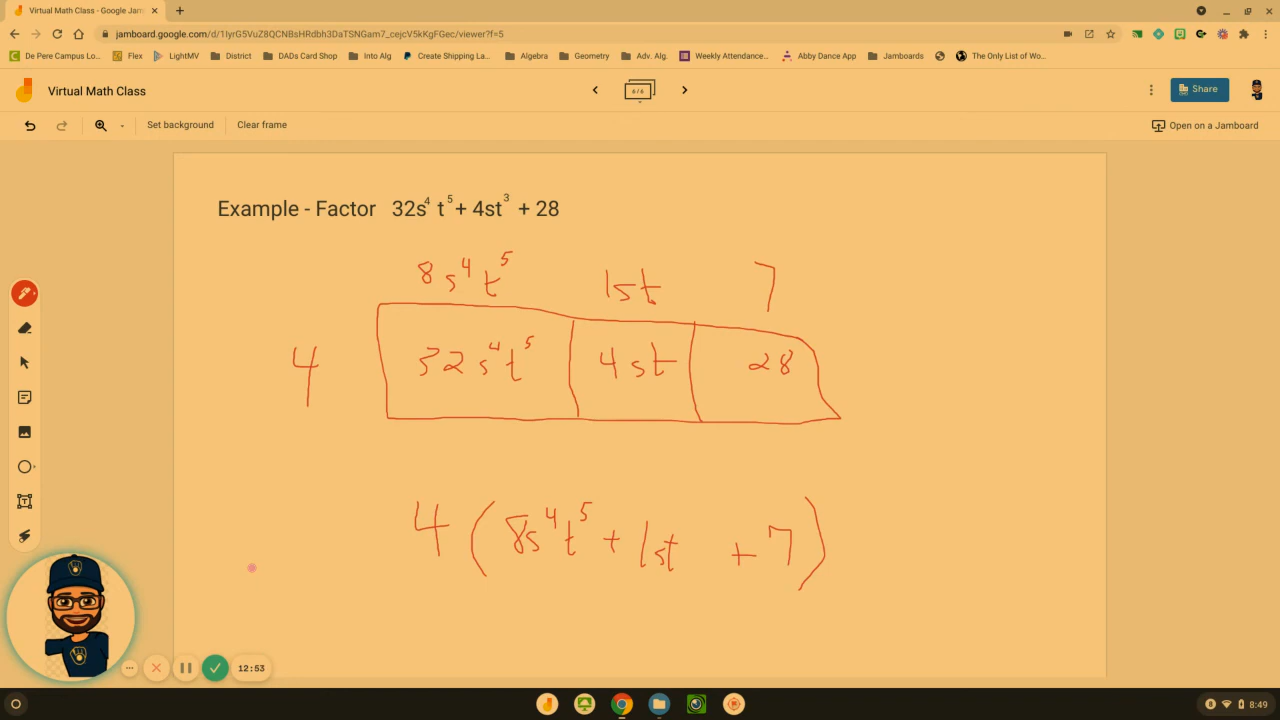 Virtual Math Class - Google Jam
jamboard.google.com/d/1IyrG5VuZ8QCNBsHRdbh3DaTSNGam7_cejcV5kKgFGec/viewer?f=5
De Pere Campus Lo... Flex LightMV District DADs Card Shop Into Alg Create Shipping La... Algebra Geometry Adv. Alg. Weekly Attendance... Abby Dance App Jamboards The Only List of Wo...
Virtual Math Class 6 / 6 Share
Set background Clear frame Open on a Jamboard
Example - Factor 32s⁴ t⁵ + 4st³ + 28
8s⁴t⁵ 1st 7
4 32s⁴t⁵ 4st 28
4 (8s⁴t⁵ + 1st + 7)
12:53
8:49